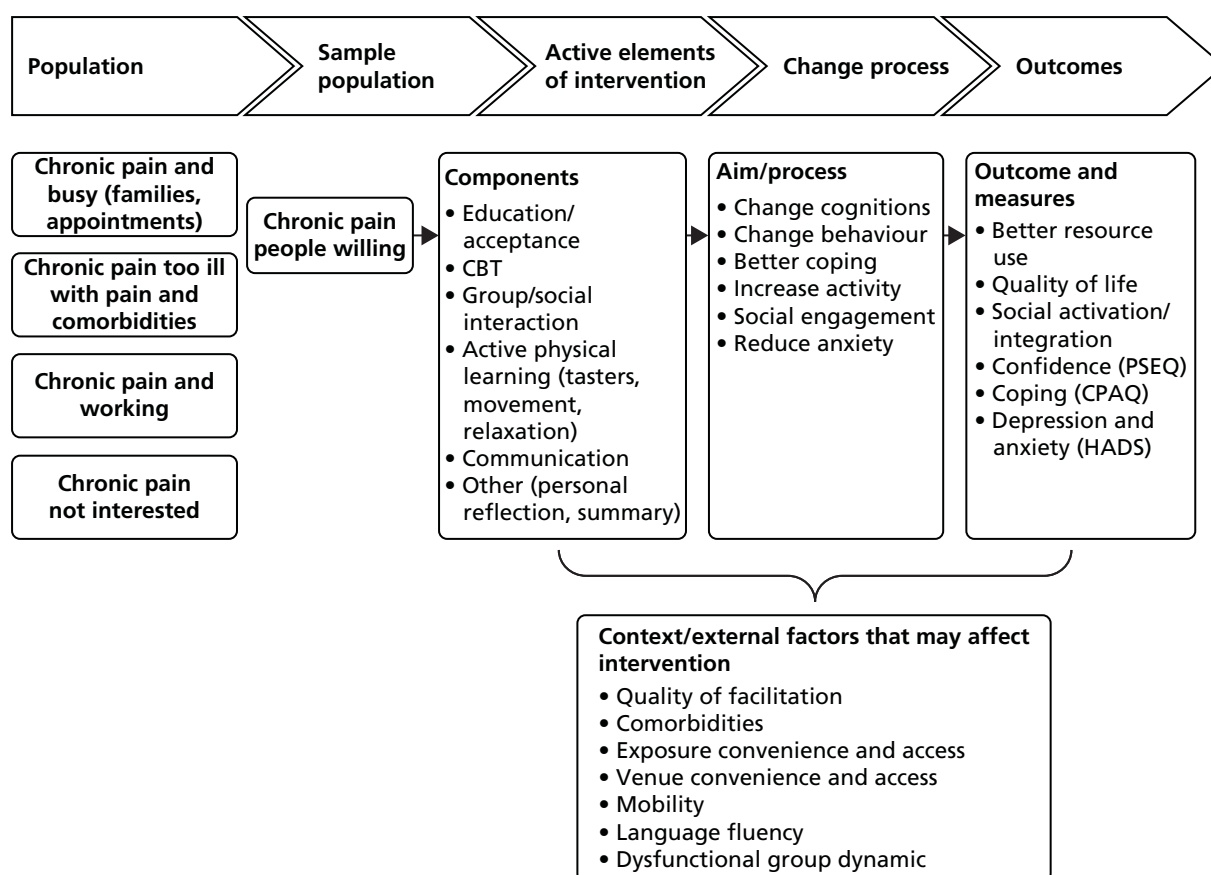 Population
Sample
population
Active elements
of intervention
Change process
Outcomes
Chronic pain and
busy (families,
appointments)
Chronic pain too ill
with pain and
comorbidities
Chronic pain and
working
Chronic pain
not interested
Chronic pain
people willing
Components
• Education/
acceptance
• CBT
• Group/social
interaction
• Active physical
learning (tasters,
movement,
relaxation)
• Communication
• Other (personal
reflection, summary)
Aim/process
• Change cognitions
• Change behaviour
• Better coping
• Increase activity
• Social engagement
• Reduce anxiety
Outcome and
measures
• Better resource
use
• Quality of life
• Social activation/
integration
• Confidence (PSEQ)
• Coping (CPAQ)
• Depression and
anxiety (HADS)
Context/external factors that may affect
intervention
• Quality of facilitation
• Comorbidities
• Exposure convenience and access
• Venue convenience and access
• Mobility
• Language fluency
• Dysfunctional group dynamic